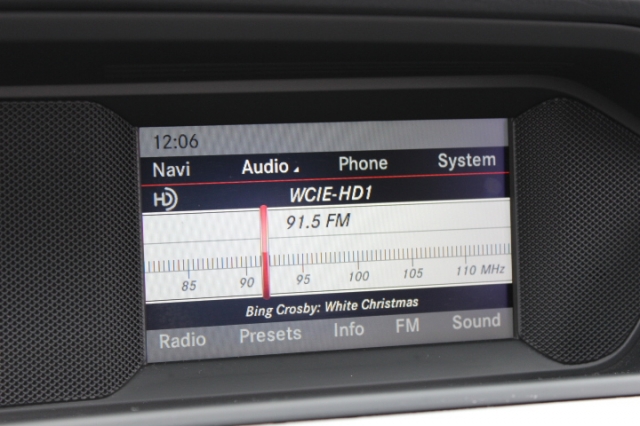 12:06
Navi Audio Phone System
HD WCIE-HD1
91.5 FM
85 90 95 100 105 110 MHz
Bing Crosby: White Christmas
Radio Presets Info FM Sound